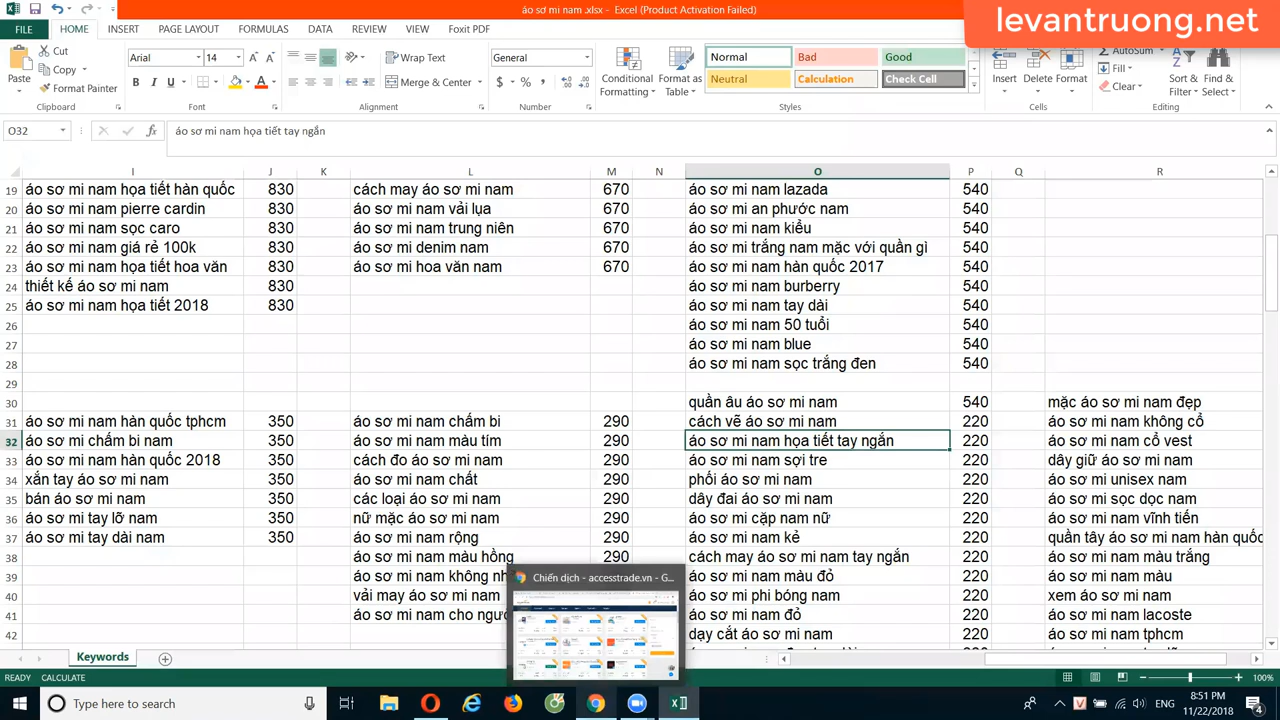 áo sơ mi nam .xlsx - Excel (Product Activation Failed)
levantruong.net
FILE HOME INSERT PAGE LAYOUT FORMULAS DATA REVIEW VIEW Foxit PDF
Paste
Cut
Copy
Format Painter
Clipboard
Arial 14
B I U
Font
Wrap Text
Merge & Center
Alignment
General
$ % ,
Number
Conditional Formatting
Format as Table
Normal Bad Good
Neutral Calculation Check Cell
Styles
Insert Delete Format
Cells
AutoSum
Fill
Clear
Sort & Filter
Find & Select
Editing
O32 fx áo sơ mi nam họa tiết tay ngắn
I J K L M N O P Q R
19 áo sơ mi nam họa tiết hàn quốc 830 cách may áo sơ mi nam 670 áo sơ mi nam lazada 540
20 áo sơ mi nam pierre cardin 830 áo sơ mi nam vải lụa 670 áo sơ mi an phước nam 540
21 áo sơ mi nam sọc caro 830 áo sơ mi nam trung niên 670 áo sơ mi nam kiểu 540
22 áo sơ mi nam giá rẻ 100k 830 áo sơ mi denim nam 670 áo sơ mi trắng nam mặc với quần gì 540
23 áo sơ mi nam họa tiết hoa văn 830 áo sơ mi hoa văn nam 670 áo sơ mi nam hàn quốc 2017 540
24 thiết kế áo sơ mi nam 830 áo sơ mi nam burberry 540
25 áo sơ mi nam họa tiết 2018 830 áo sơ mi nam tay dài 540
26 áo sơ mi nam 50 tuổi 540
27 áo sơ mi nam blue 540
28 áo sơ mi nam sọc trắng đen 540
29
30 quần âu áo sơ mi nam 540 mặc áo sơ mi nam đẹp
31 áo sơ mi nam hàn quốc tphcm 350 áo sơ mi nam chấm bi 290 cách vẽ áo sơ mi nam 220 áo sơ mi nam không cổ
32 áo sơ mi chấm bi nam 350 áo sơ mi nam màu tím 290 áo sơ mi nam họa tiết tay ngắn 220 áo sơ mi nam cổ vest
33 áo sơ mi nam hàn quốc 2018 350 cách đo áo sơ mi nam 290 áo sơ mi nam sợi tre 220 dây giữ áo sơ mi nam
34 xắn tay áo sơ mi nam 350 áo sơ mi nam chất 290 phối áo sơ mi nam 220 áo sơ mi unisex nam
35 bán áo sơ mi nam 350 các loại áo sơ mi nam 290 dây đai áo sơ mi nam 220 áo sơ mi sọc dọc nam
36 áo sơ mi tay lỡ nam 350 nữ mặc áo sơ mi nam 290 áo sơ mi cặp nam nữ 220 áo sơ mi nam vĩnh tiến
37 áo sơ mi tay dài nam 350 áo sơ mi nam rộng 290 áo sơ mi nam kẻ 220 quần tây áo sơ mi nam hàn quốc
38 áo sơ mi nam màu hồng 290 cách may áo sơ mi nam tay ngắn 220 áo sơ mi nam màu trắng
39 áo sơ mi nam không nh áo sơ mi nam màu đỏ 220 áo sơ mi nam màu
40 vải may áo sơ mi nam áo sơ mi phi bóng nam 220 xem áo sơ mi nam
41 áo sơ mi nam cho ngư áo sơ mi nam đỏ 220 áo sơ mi nam lacoste
42 dạy cắt áo sơ mi nam 220 áo sơ mi nam tphcm
Chiến dịch - accesstrade.vn - G...
Keywords
READY CALCULATE 100%
Type here to search
8:51 PM
11/22/2018